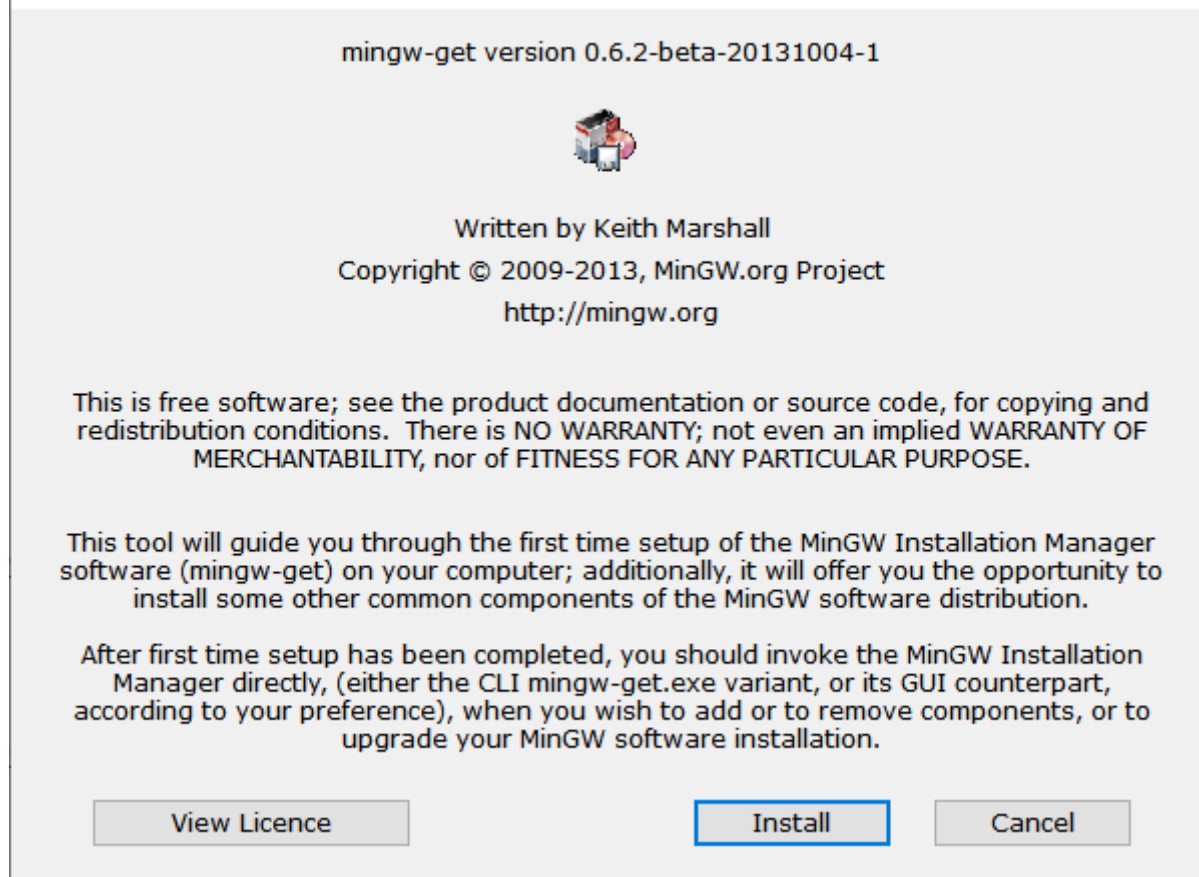 mingw-get version 0.6.2-beta-20131004-1
Written by Keith Marshall
Copyright © 2009-2013, MinGW.org Project
http://mingw.org
This is free software; see the product documentation or source code, for copying and
redistribution conditions.  There is NO WARRANTY; not even an implied WARRANTY OF
MERCHANTABILITY, nor of FITNESS FOR ANY PARTICULAR PURPOSE.
This tool will guide you through the first time setup of the MinGW Installation Manager
software (mingw-get) on your computer; additionally, it will offer you the opportunity to
install some other common components of the MinGW software distribution.
After first time setup has been completed, you should invoke the MinGW Installation
Manager directly, (either the CLI mingw-get.exe variant, or its GUI counterpart,
according to your preference), when you wish to add or to remove components, or to
upgrade your MinGW software installation.
View Licence Install Cancel